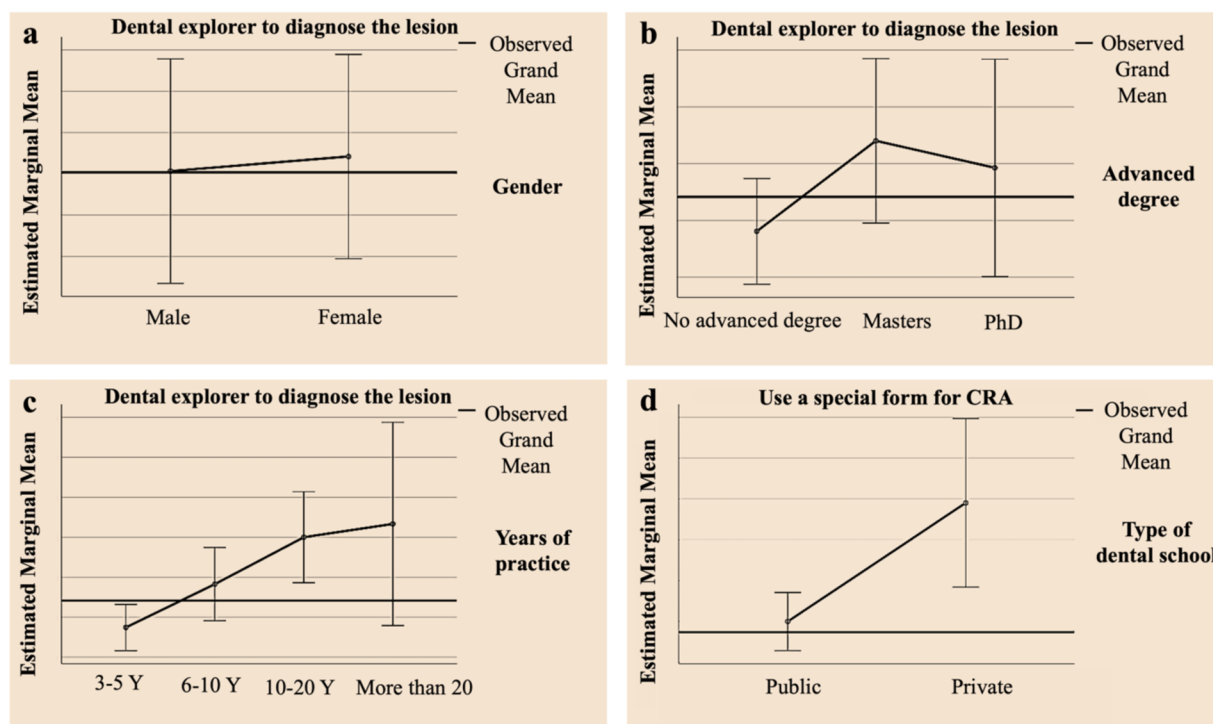 a
Dental explorer to diagnose the lesion
Observed
Grand
Mean
Gender
Estimated Marginal Mean
Male
Female
b
Dental explorer to diagnose the lesion
Observed
Grand
Mean
Advanced
degree
Estimated Marginal Mean
No advanced degree
Masters
PhD
c
Dental explorer to diagnose the lesion
Observed
Grand
Mean
Years of
practice
Estimated Marginal Mean
3-5 Y
6-10 Y
10-20 Y
More than 20
d
Use a special form for CRA
Observed
Grand
Mean
Type of
dental school
Estimated Marginal Mean
Public
Private